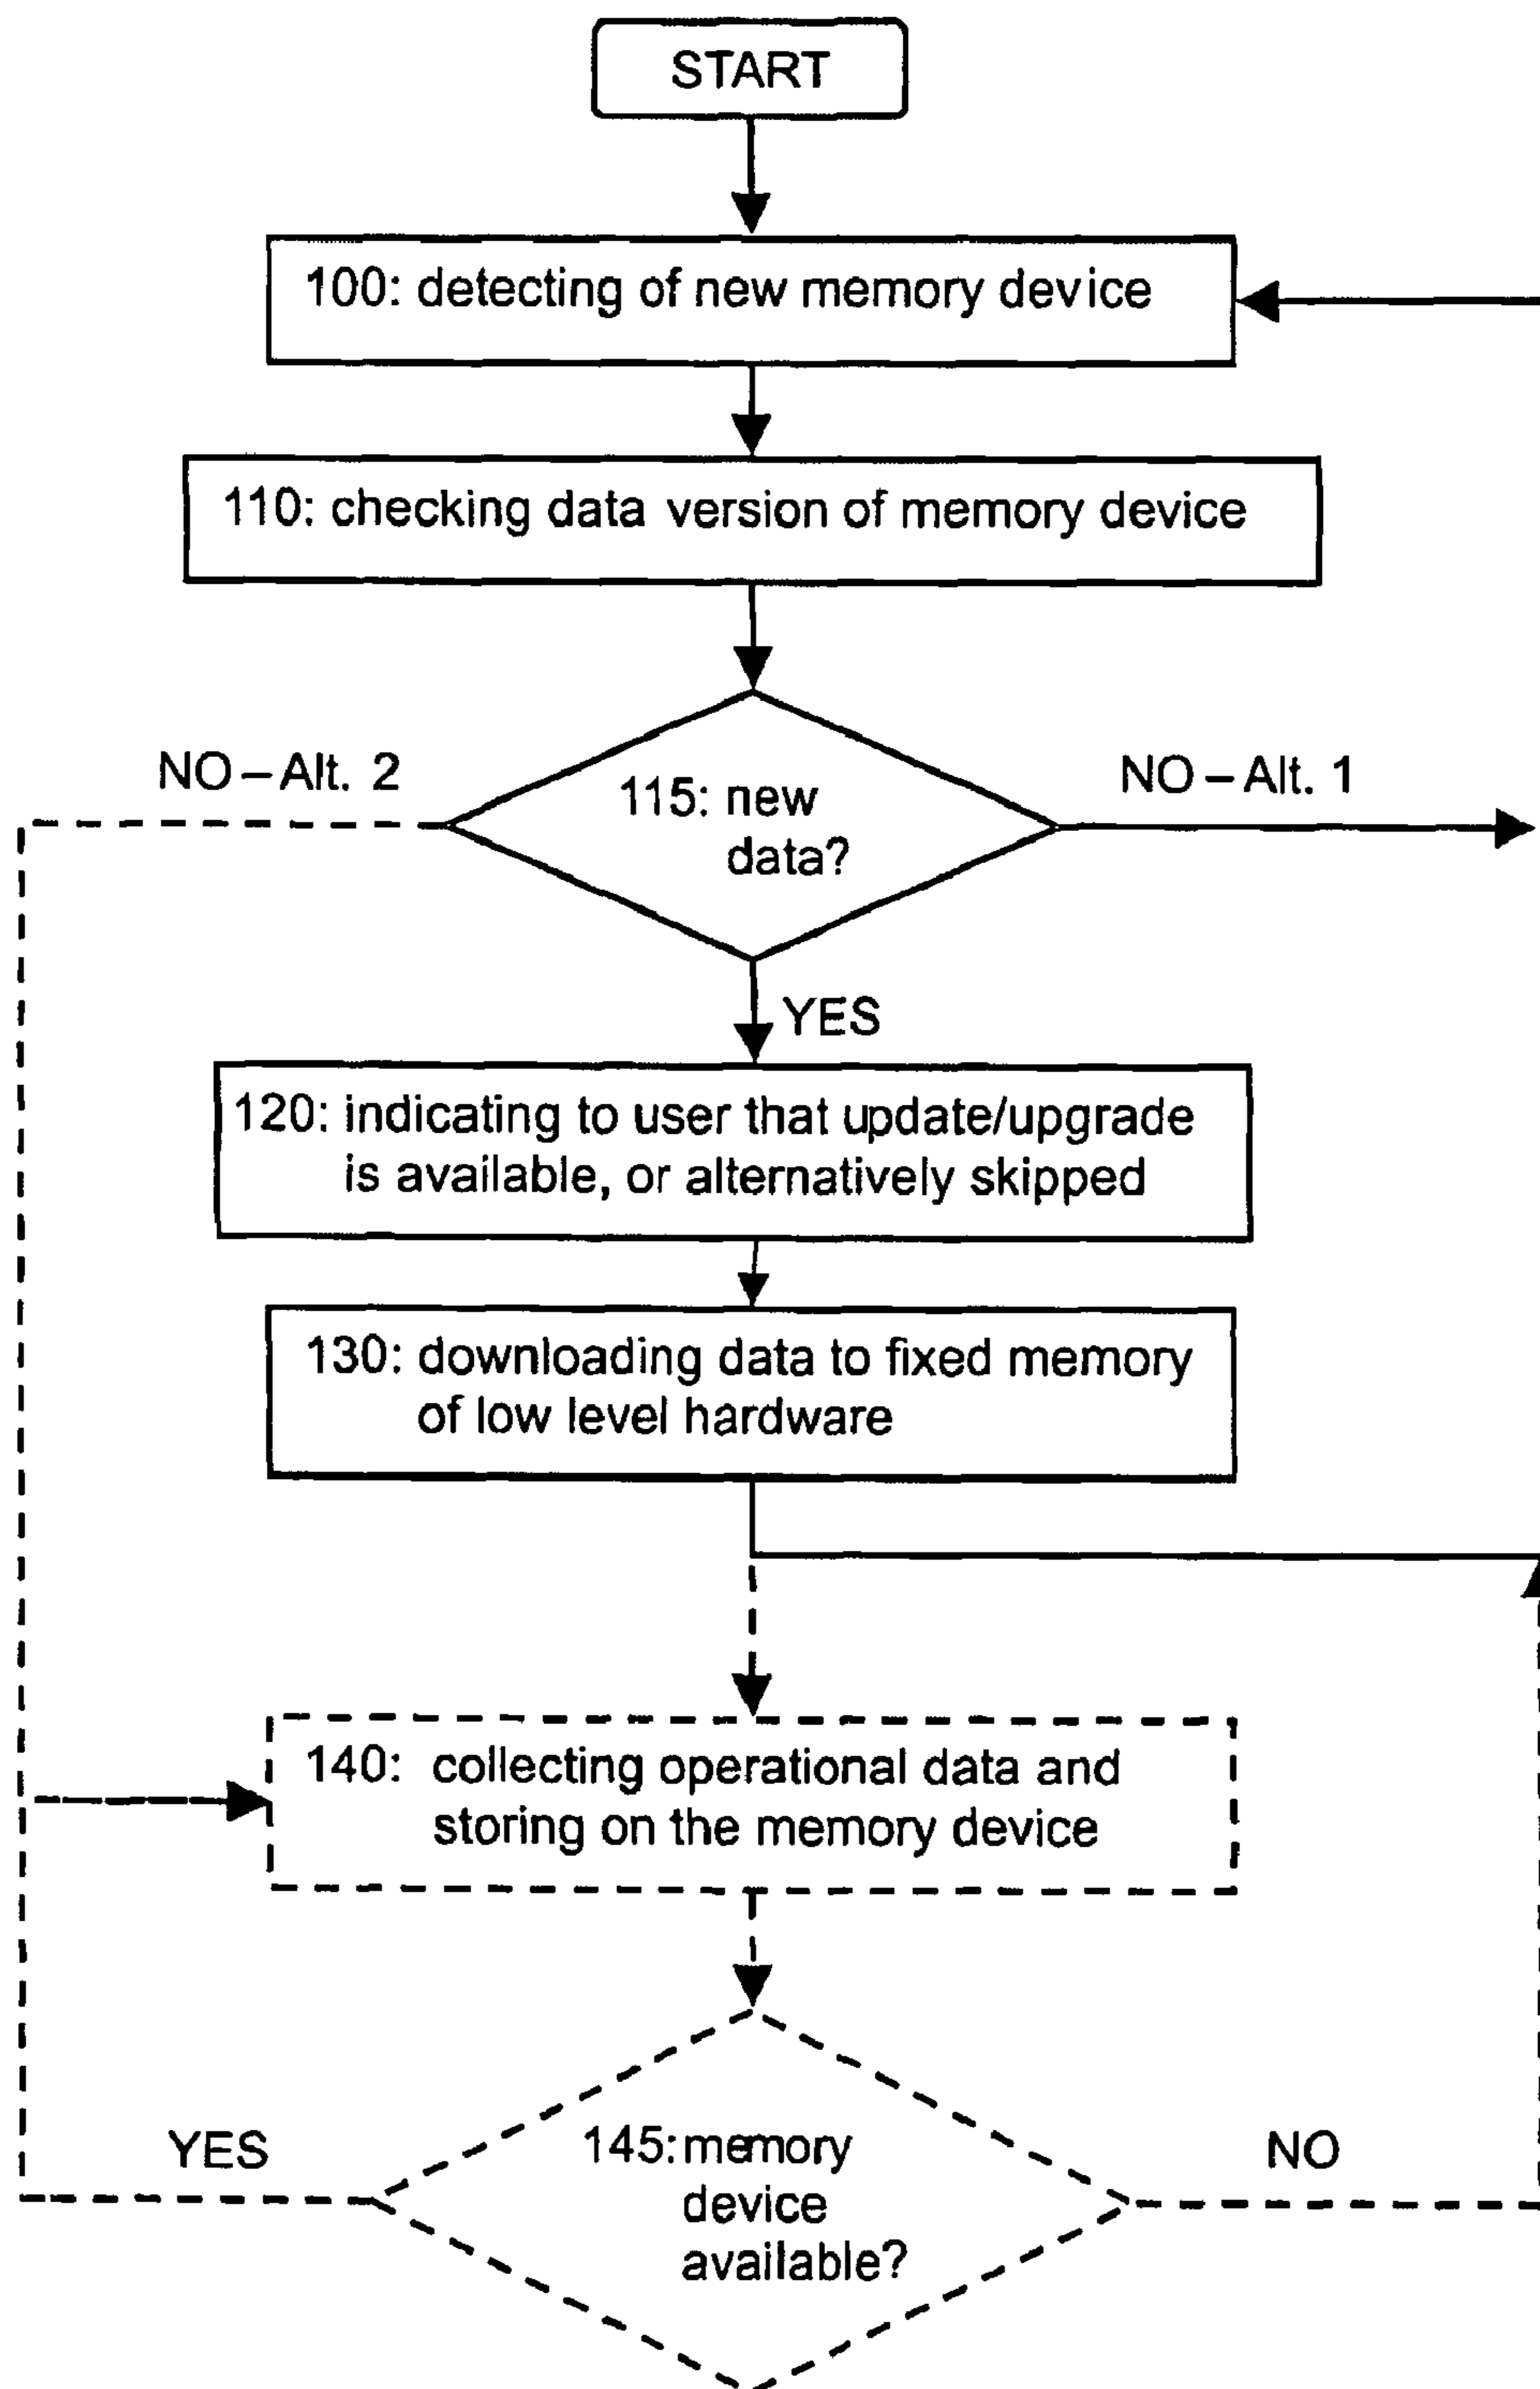 START
100: detecting of new memory device
110: checking data version of memory device
NO–Alt. 2
NO–Alt. 1
115: new
data?
YES
120: indicating to user that update/upgrade
is available, or alternatively skipped
130: downloading data to fixed memory
of low level hardware
140: collecting operational data and
storing on the memory device
YES
145: memory
NO
device
available?